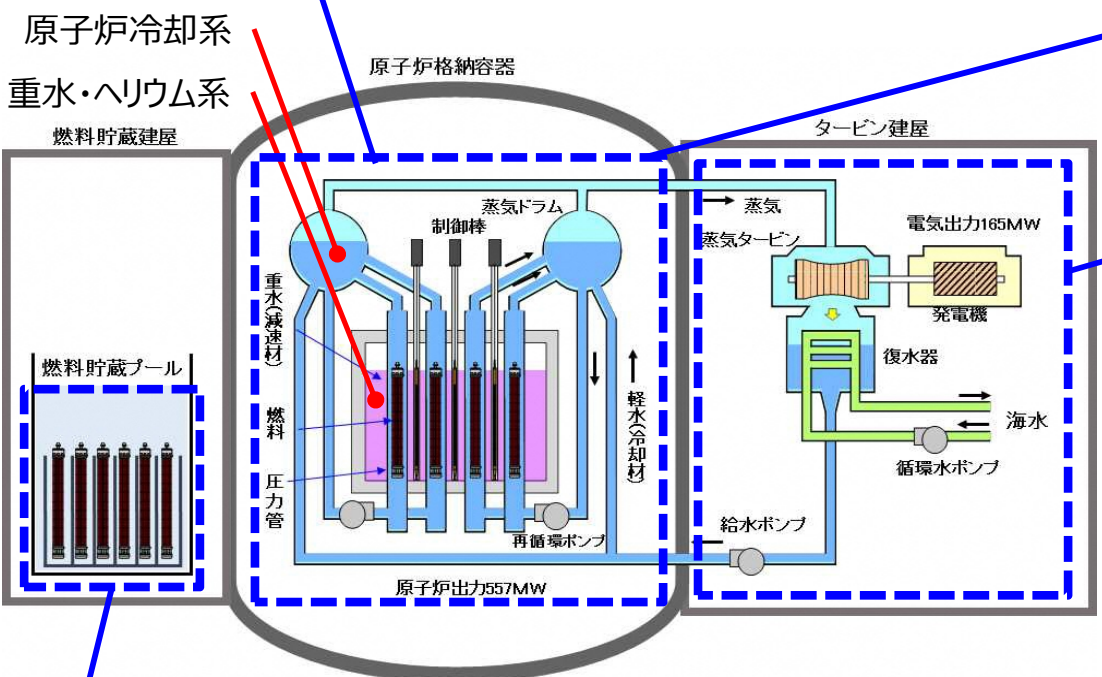 原子炉冷却系
重水・ヘリウム系
原子炉格納容器
燃料貯蔵建屋
タービン建屋
蒸気ドラム
制御棒
蒸気
蒸気タービン
電気出力165MW
発電機
重水(減速材)
復水器
燃料貯蔵プール
燃料
軽水(冷却材)
海水
循環水ポンプ
圧力管
再循環ポンプ
給水ポンプ
原子炉出力557MW